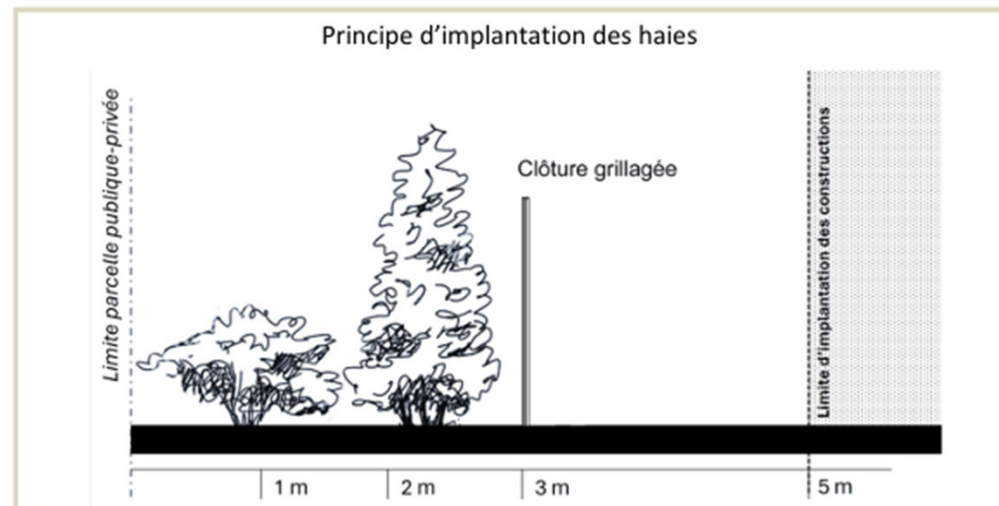 Principe d'implantation des haies
Limite parcelle publique-privée
Clôture grillagée
Limite d'implantation des constructions
1 m
2 m
3 m
5 m